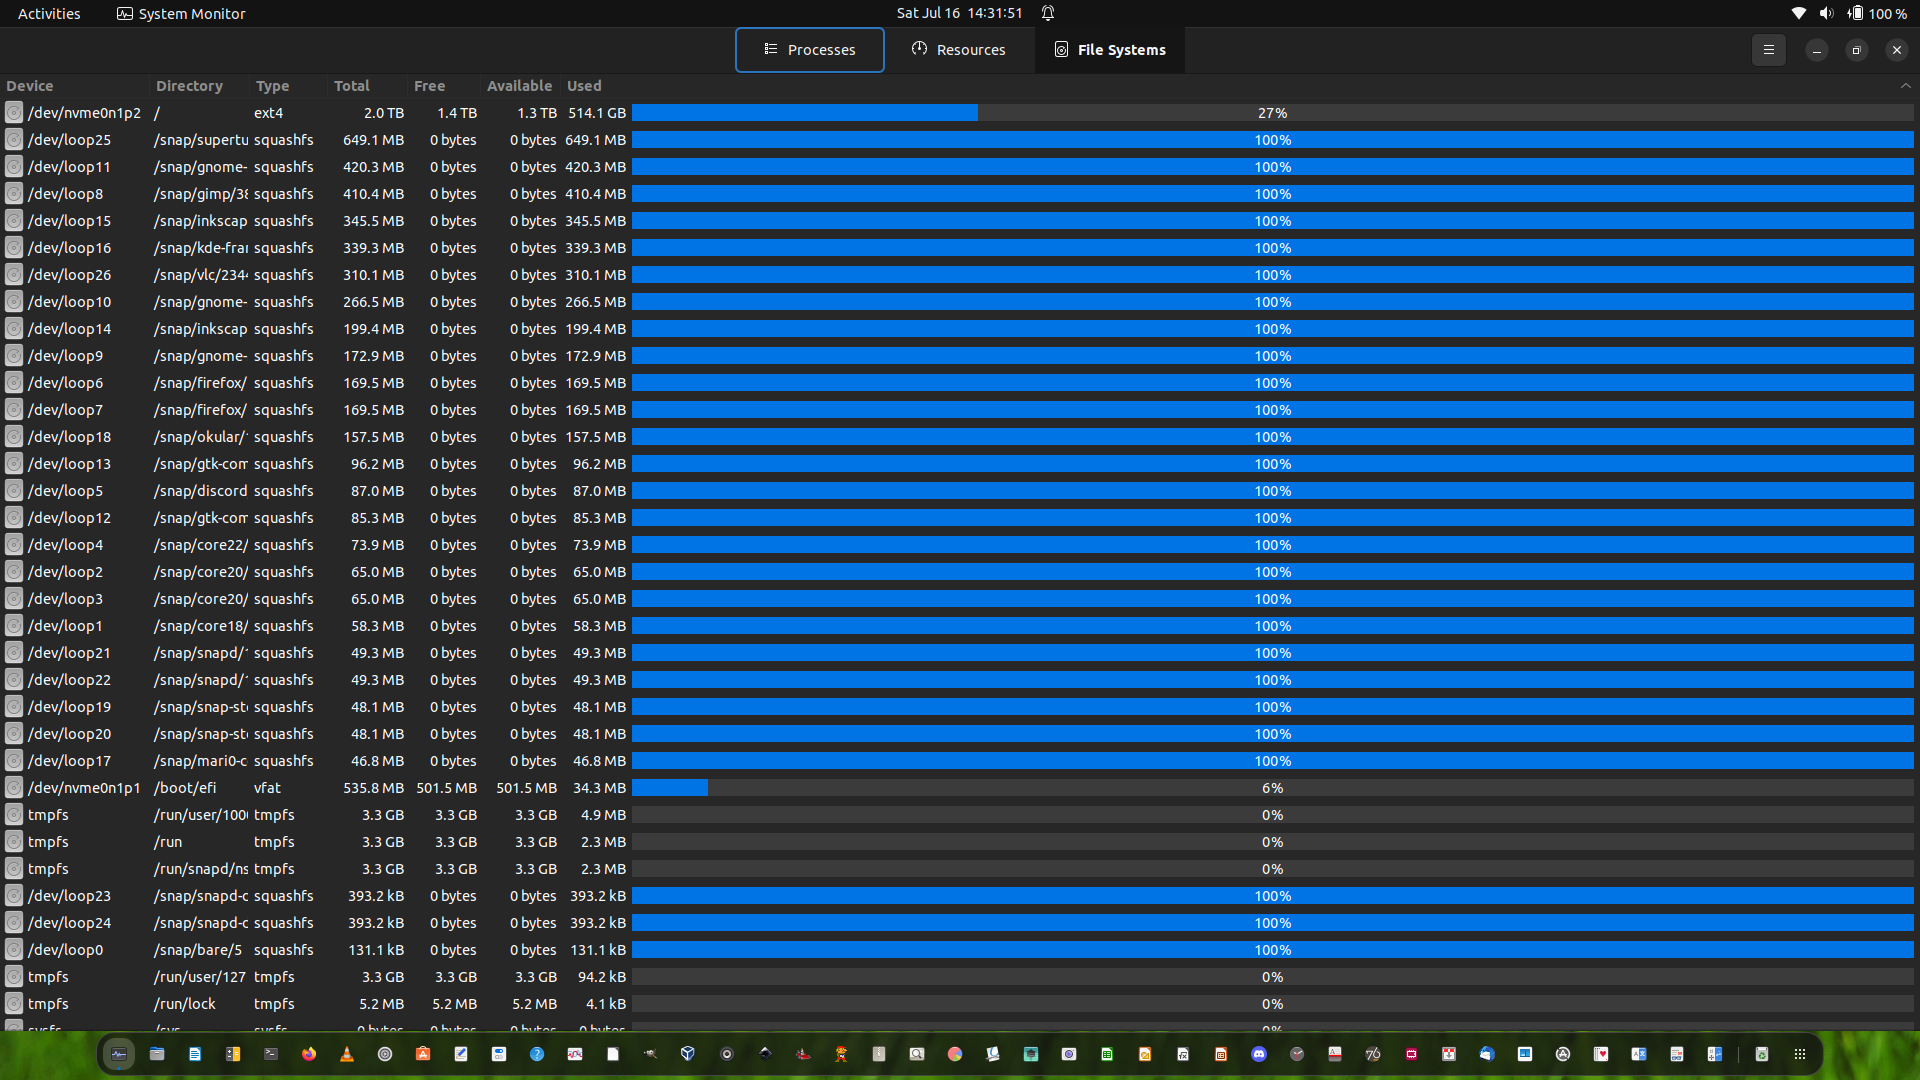 Activities System Monitor Sat Jul 16 14:31:51 100 %
Processes Resources File Systems
Device Directory Type Total Free Available Used
/dev/nvme0n1p2 / ext4 2.0 TB 1.4 TB 1.3 TB 514.1 GB 27%
/dev/loop25 /snap/supertu squashfs 649.1 MB 0 bytes 0 bytes 649.1 MB 100%
/dev/loop11 /snap/gnome- squashfs 420.3 MB 0 bytes 0 bytes 420.3 MB 100%
/dev/loop8 /snap/gimp/38 squashfs 410.4 MB 0 bytes 0 bytes 410.4 MB 100%
/dev/loop15 /snap/inkscap squashfs 345.5 MB 0 bytes 0 bytes 345.5 MB 100%
/dev/loop16 /snap/kde-fra squashfs 339.3 MB 0 bytes 0 bytes 339.3 MB 100%
/dev/loop26 /snap/vlc/2344 squashfs 310.1 MB 0 bytes 0 bytes 310.1 MB 100%
/dev/loop10 /snap/gnome- squashfs 266.5 MB 0 bytes 0 bytes 266.5 MB 100%
/dev/loop14 /snap/inkscap squashfs 199.4 MB 0 bytes 0 bytes 199.4 MB 100%
/dev/loop9 /snap/gnome- squashfs 172.9 MB 0 bytes 0 bytes 172.9 MB 100%
/dev/loop6 /snap/firefox/ squashfs 169.5 MB 0 bytes 0 bytes 169.5 MB 100%
/dev/loop7 /snap/firefox/ squashfs 169.5 MB 0 bytes 0 bytes 169.5 MB 100%
/dev/loop18 /snap/okular/ squashfs 157.5 MB 0 bytes 0 bytes 157.5 MB 100%
/dev/loop13 /snap/gtk-com squashfs 96.2 MB 0 bytes 0 bytes 96.2 MB 100%
/dev/loop5 /snap/discord squashfs 87.0 MB 0 bytes 0 bytes 87.0 MB 100%
/dev/loop12 /snap/gtk-com squashfs 85.3 MB 0 bytes 0 bytes 85.3 MB 100%
/dev/loop4 /snap/core22/ squashfs 73.9 MB 0 bytes 0 bytes 73.9 MB 100%
/dev/loop2 /snap/core20/ squashfs 65.0 MB 0 bytes 0 bytes 65.0 MB 100%
/dev/loop3 /snap/core20/ squashfs 65.0 MB 0 bytes 0 bytes 65.0 MB 100%
/dev/loop1 /snap/core18/ squashfs 58.3 MB 0 bytes 0 bytes 58.3 MB 100%
/dev/loop21 /snap/snapd/1 squashfs 49.3 MB 0 bytes 0 bytes 49.3 MB 100%
/dev/loop22 /snap/snapd/1 squashfs 49.3 MB 0 bytes 0 bytes 49.3 MB 100%
/dev/loop19 /snap/snap-sto squashfs 48.1 MB 0 bytes 0 bytes 48.1 MB 100%
/dev/loop20 /snap/snap-sto squashfs 48.1 MB 0 bytes 0 bytes 48.1 MB 100%
/dev/loop17 /snap/mari0-c squashfs 46.8 MB 0 bytes 0 bytes 46.8 MB 100%
/dev/nvme0n1p1 /boot/efi vfat 535.8 MB 501.5 MB 501.5 MB 34.3 MB 6%
tmpfs /run/user/1000 tmpfs 3.3 GB 3.3 GB 3.3 GB 4.9 MB 0%
tmpfs /run tmpfs 3.3 GB 3.3 GB 3.3 GB 2.3 MB 0%
tmpfs /run/snapd/ns tmpfs 3.3 GB 3.3 GB 3.3 GB 2.3 MB 0%
/dev/loop23 /snap/snapd-c squashfs 393.2 kB 0 bytes 0 bytes 393.2 kB 100%
/dev/loop24 /snap/snapd-c squashfs 393.2 kB 0 bytes 0 bytes 393.2 kB 100%
/dev/loop0 /snap/bare/5 squashfs 131.1 kB 0 bytes 0 bytes 131.1 kB 100%
tmpfs /run/user/127 tmpfs 3.3 GB 3.3 GB 3.3 GB 94.2 kB 0%
tmpfs /run/lock tmpfs 5.2 MB 5.2 MB 5.2 MB 4.1 kB 0%
sysfs /sys sysfs 0 bytes 0 bytes 0 bytes 0 bytes 0%